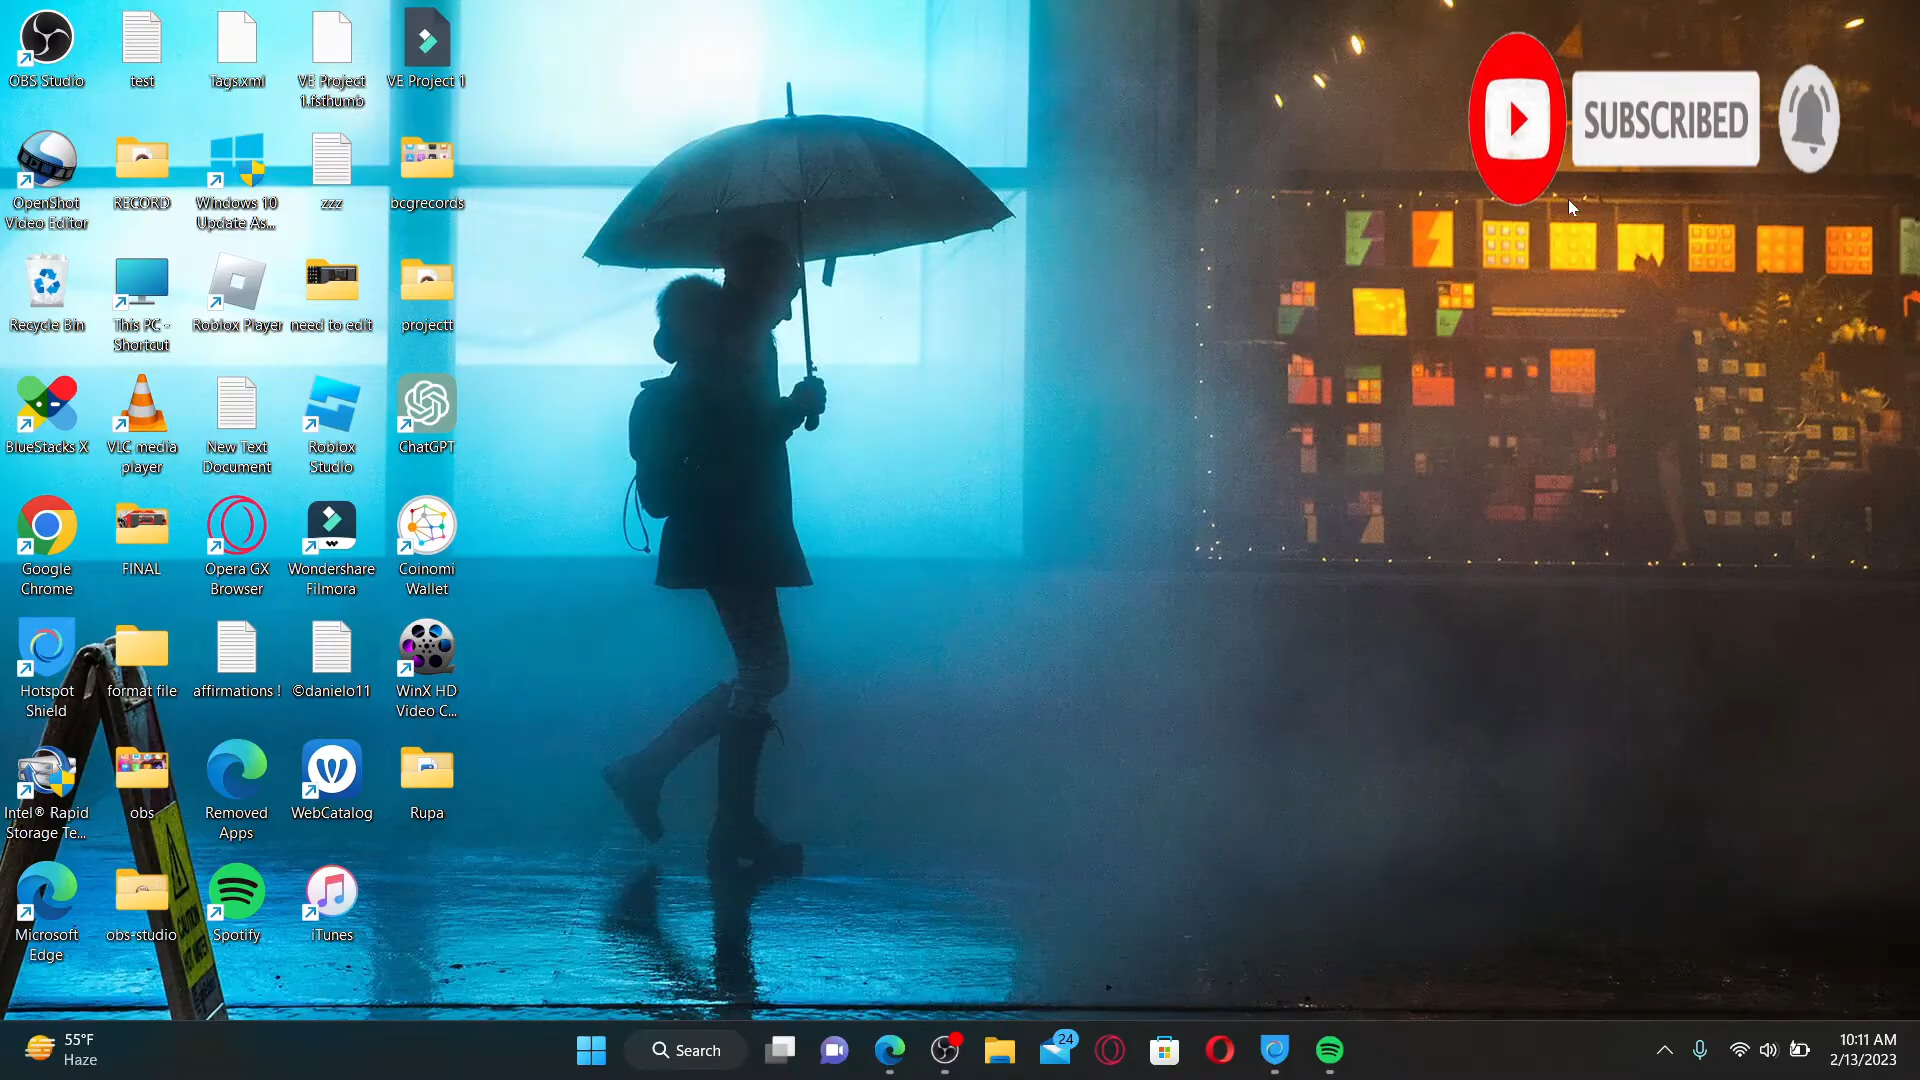 OBS Studio
test
Tags.xml
VE Project
1.fsthumb
VE Project 1
SUBSCRIBED
OpenShot
Video Editor
RECORD
Windows 10
Update As...
zzz
bcgrecords
Recycle Bin
This PC -
Shortcut
Roblox Player
need to edit
projectt
BlueStacks X
VLC media
player
New Text
Document
Roblox
Studio
ChatGPT
Google
Chrome
FINAL
Opera GX
Browser
Wondershare
Filmora
Coinomi
Wallet
Hotspot
Shield
format file
affirmations !
©danielo11
WinX HD
Video C...
Intel® Rapid
Storage Te...
obs
Removed
Apps
WebCatalog
Rupa
Microsoft
Edge
obs-studio
Spotify
iTunes
CAUTION
55°F
Haze
Search
24
10:11 AM
2/13/2023